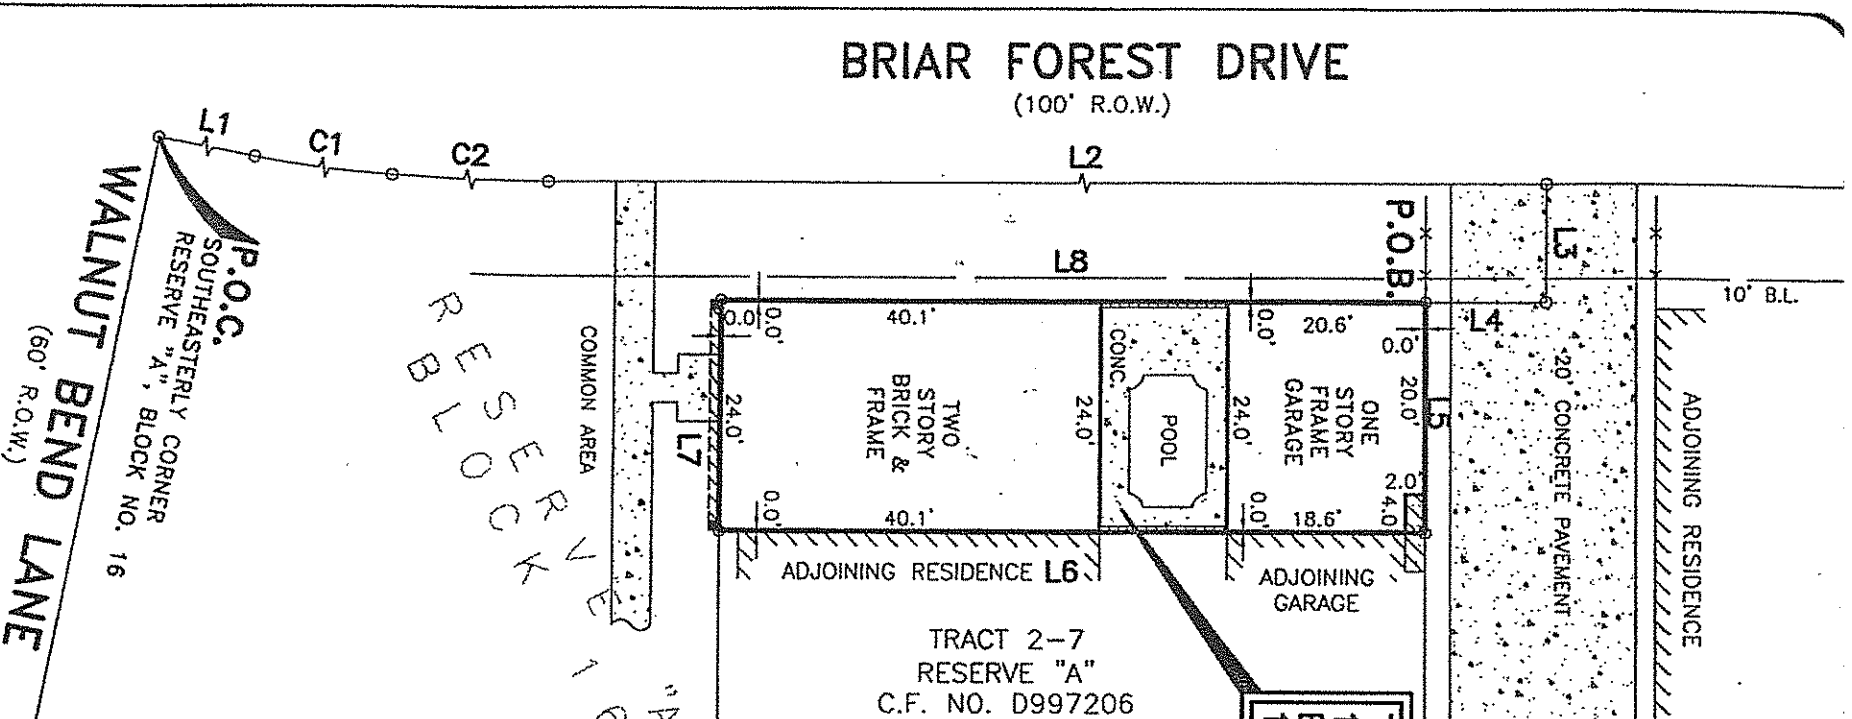 BRIAR FOREST DRIVE
(100' R.O.W.)
L1
C1
C2
L2
P.O.C.
SOUTHEASTERLY CORNER
RESERVE "A", BLOCK NO. 16
WALNUT BEND LANE
(60' R.O.W.)
P.O.B.
L3
L8
10' B.L.
L4
0.0'
0.0'
40.1'
0.0'
20.6'
0.0'
RESERVE "A"
BLOCK 16
COMMON AREA
L7
24.0'
TWO
STORY
BRICK &
FRAME
24.0'
CONC.
POOL
24.0'
ONE
STORY
FRAME
GARAGE
20.0'
L5
2.0'
4.0'
20' CONCRETE PAVEMENT
ADJOINING RESIDENCE
0.0'
40.1'
0.0'
18.6'
ADJOINING RESIDENCE
L6
ADJOINING
GARAGE
TRACT 2-7
RESERVE "A"
C.F. NO. D997206